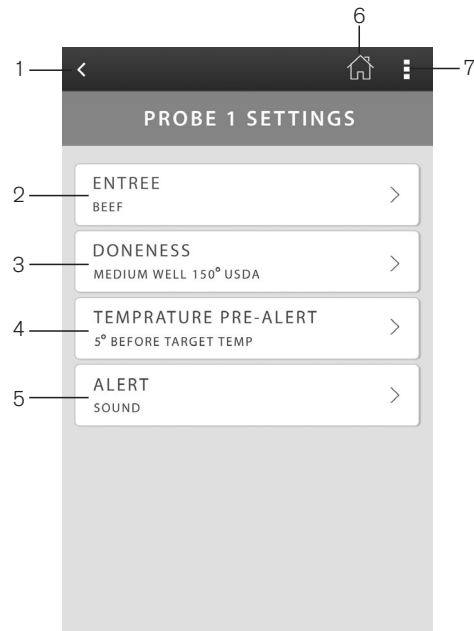 6
1
7
PROBE 1 SETTINGS
2
ENTREE
BEEF
3
DONENESS
MEDIUM WELL 150° USDA
4
TEMPRATURE PRE-ALERT
5° BEFORE TARGET TEMP
5
ALERT
SOUND